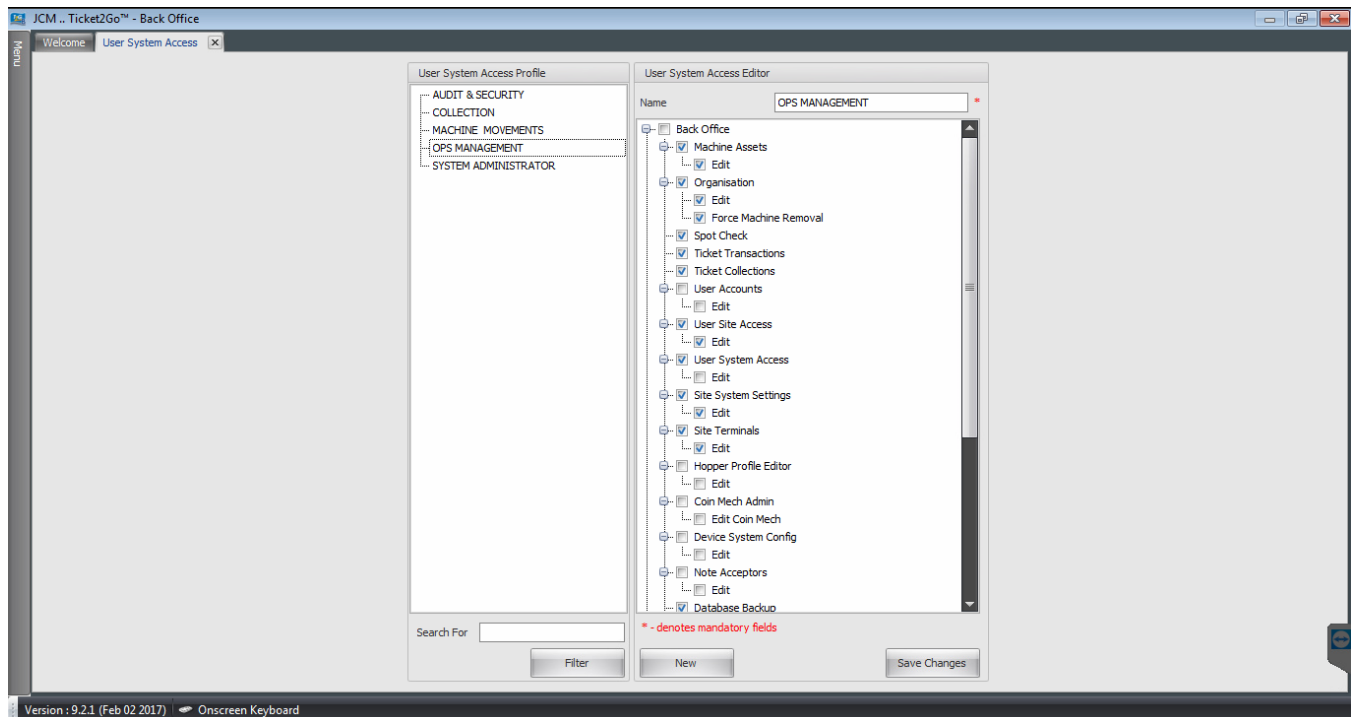 JCM .. Ticket2Go™ - Back Office
Menu
Welcome
User System Access
User System Access Profile
AUDIT & SECURITY
COLLECTION
MACHINE MOVEMENTS
OPS MANAGEMENT
SYSTEM ADMINISTRATOR
Search For
Filter
User System Access Editor
Name OPS MANAGEMENT *
Back Office
Machine Assets
Edit
Organisation
Edit
Force Machine Removal
Spot Check
Ticket Transactions
Ticket Collections
User Accounts
Edit
User Site Access
Edit
User System Access
Edit
Site System Settings
Edit
Site Terminals
Edit
Hopper Profile Editor
Edit
Coin Mech Admin
Edit Coin Mech
Device System Config
Edit
Note Acceptors
Edit
Database Backup
* - denotes mandatory fields
New
Save Changes
Version : 9.2.1 (Feb 02 2017)
Onscreen Keyboard